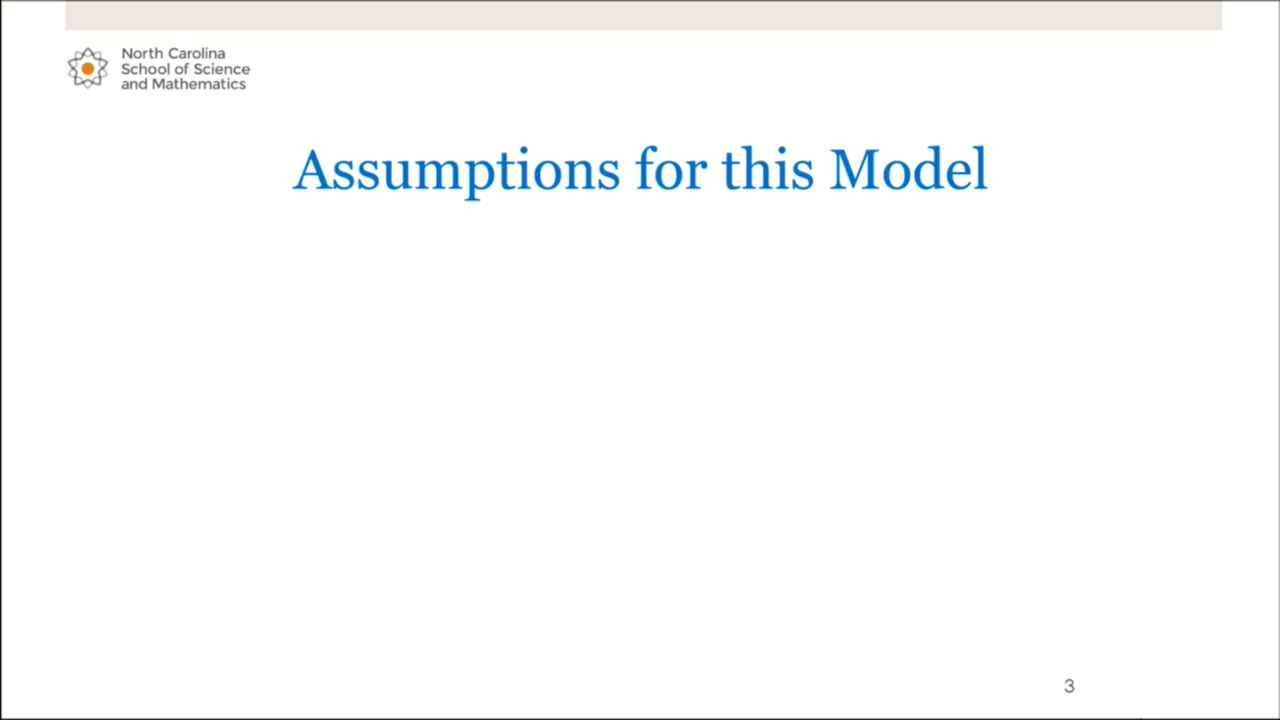 North Carolina
School of Science
and Mathematics
Assumptions for this Model
3